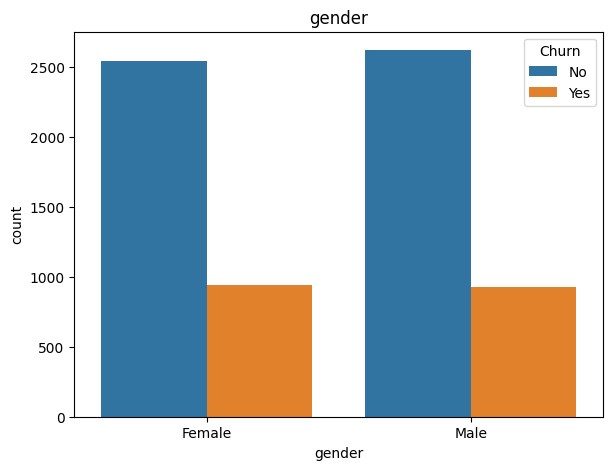 gender
Churn
No
Yes
count
2500
2000
1500
1000
500
0
Female
Male
gender